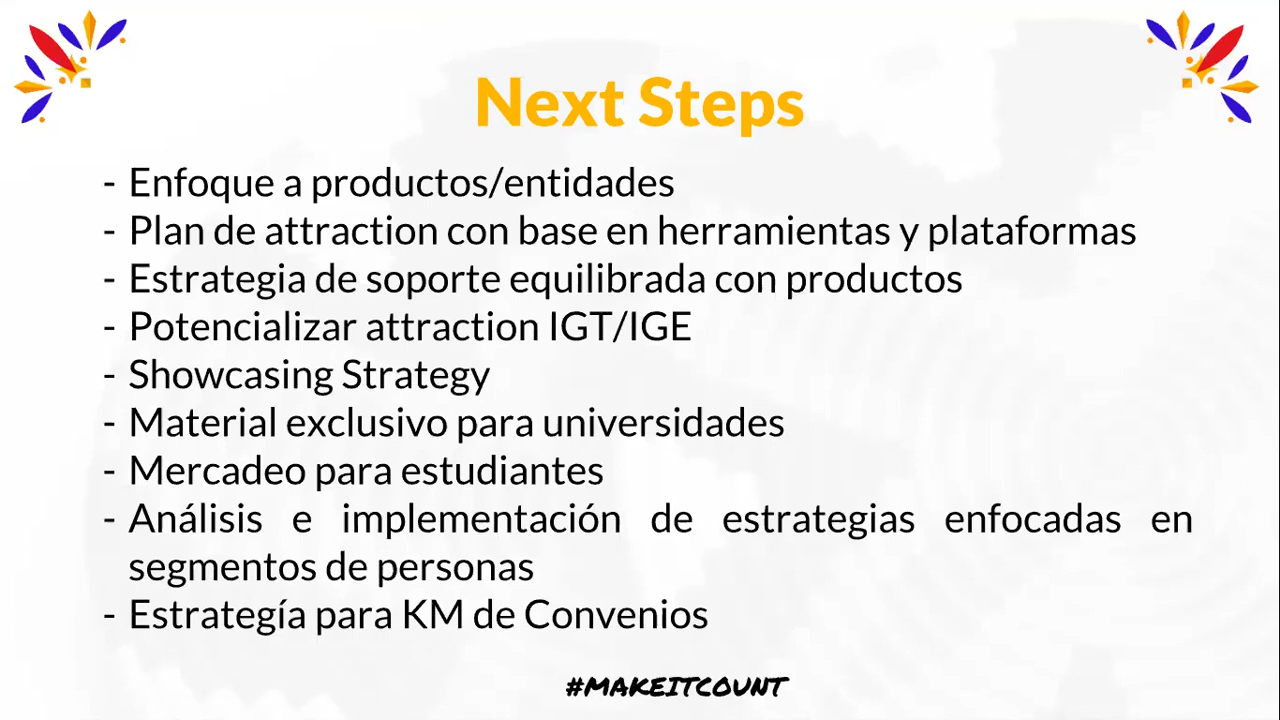 Next Steps
- Enfoque a productos/entidades
- Plan de attraction con base en herramientas y plataformas
- Estrategia de soporte equilibrada con productos
- Potencializar attraction IGT/IGE
- Showcasing Strategy
- Material exclusivo para universidades
- Mercadeo para estudiantes
- Análisis e implementación de estrategias enfocadas en
segmentos de personas
- Estrategía para KM de Convenios
#MAKEITCOUNT